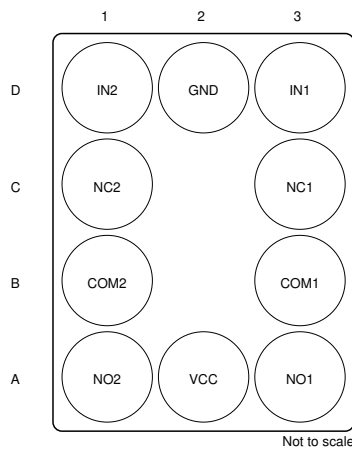 1 2 3
D IN2 GND IN1
C NC2 NC1
B COM2 COM1
A NO2 VCC NO1
Not to scale